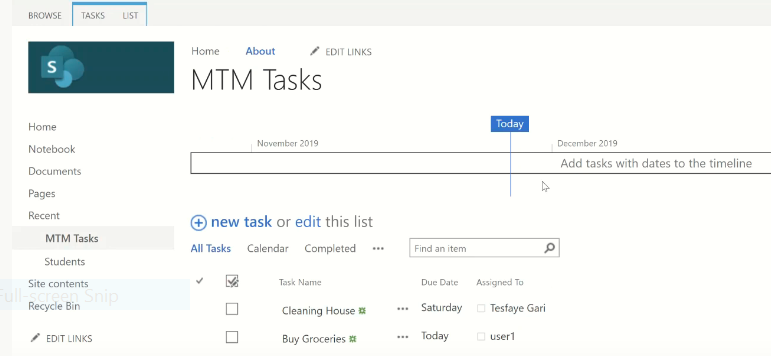 BROWSE TASKS LIST
S
Home About EDIT LINKS
MTM Tasks
Today
November 2019 December 2019
Add tasks with dates to the timeline
Home
Notebook
Documents
Pages
Recent
MTM Tasks
Students
Site contents
Full-screen Snip
Recycle Bin
EDIT LINKS
new task or edit this list
All Tasks Calendar Completed ••• Find an item
Task Name Due Date Assigned To
Cleaning House ••• Saturday Tesfaye Gari
Buy Groceries ••• Today user1